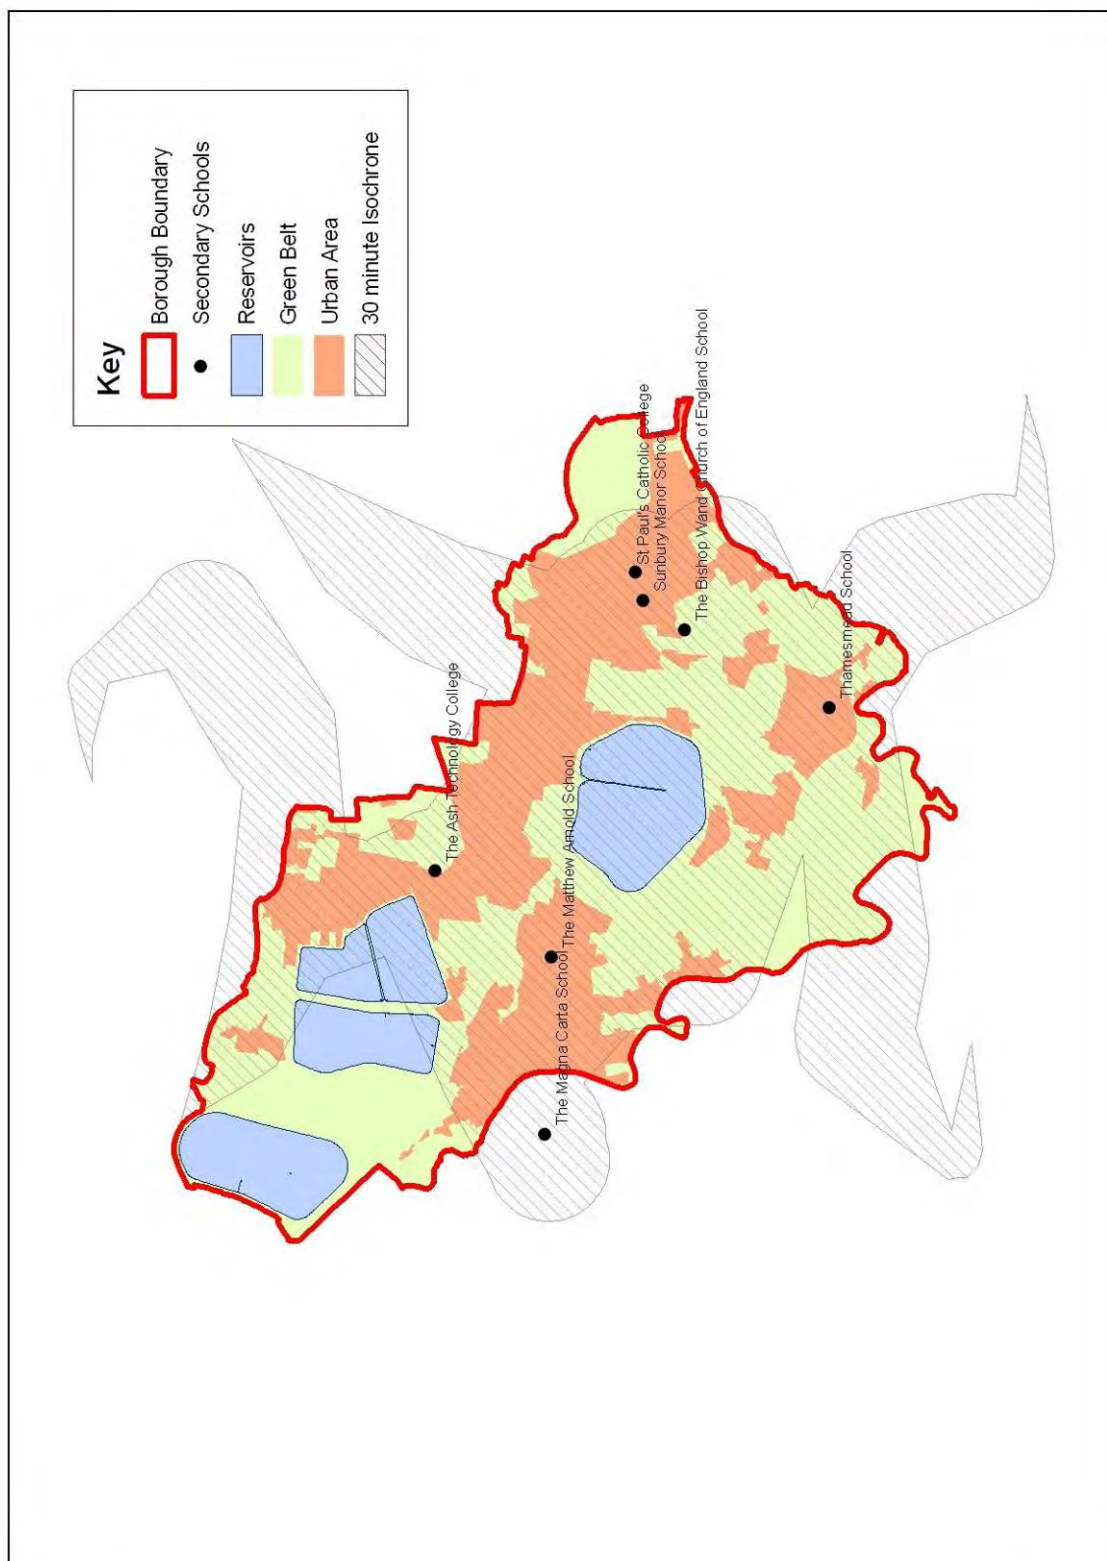 Key
Borough Boundary
Secondary Schools
Reservoirs
Green Belt
Urban Area
30 minute Isochrone
The Ash Technology College
The Magna Carta School
The Matthew Arnold School
St Paul's Catholic College
Sunbury Manor School
The Bishop Wand Church of England School
Thamesmead School